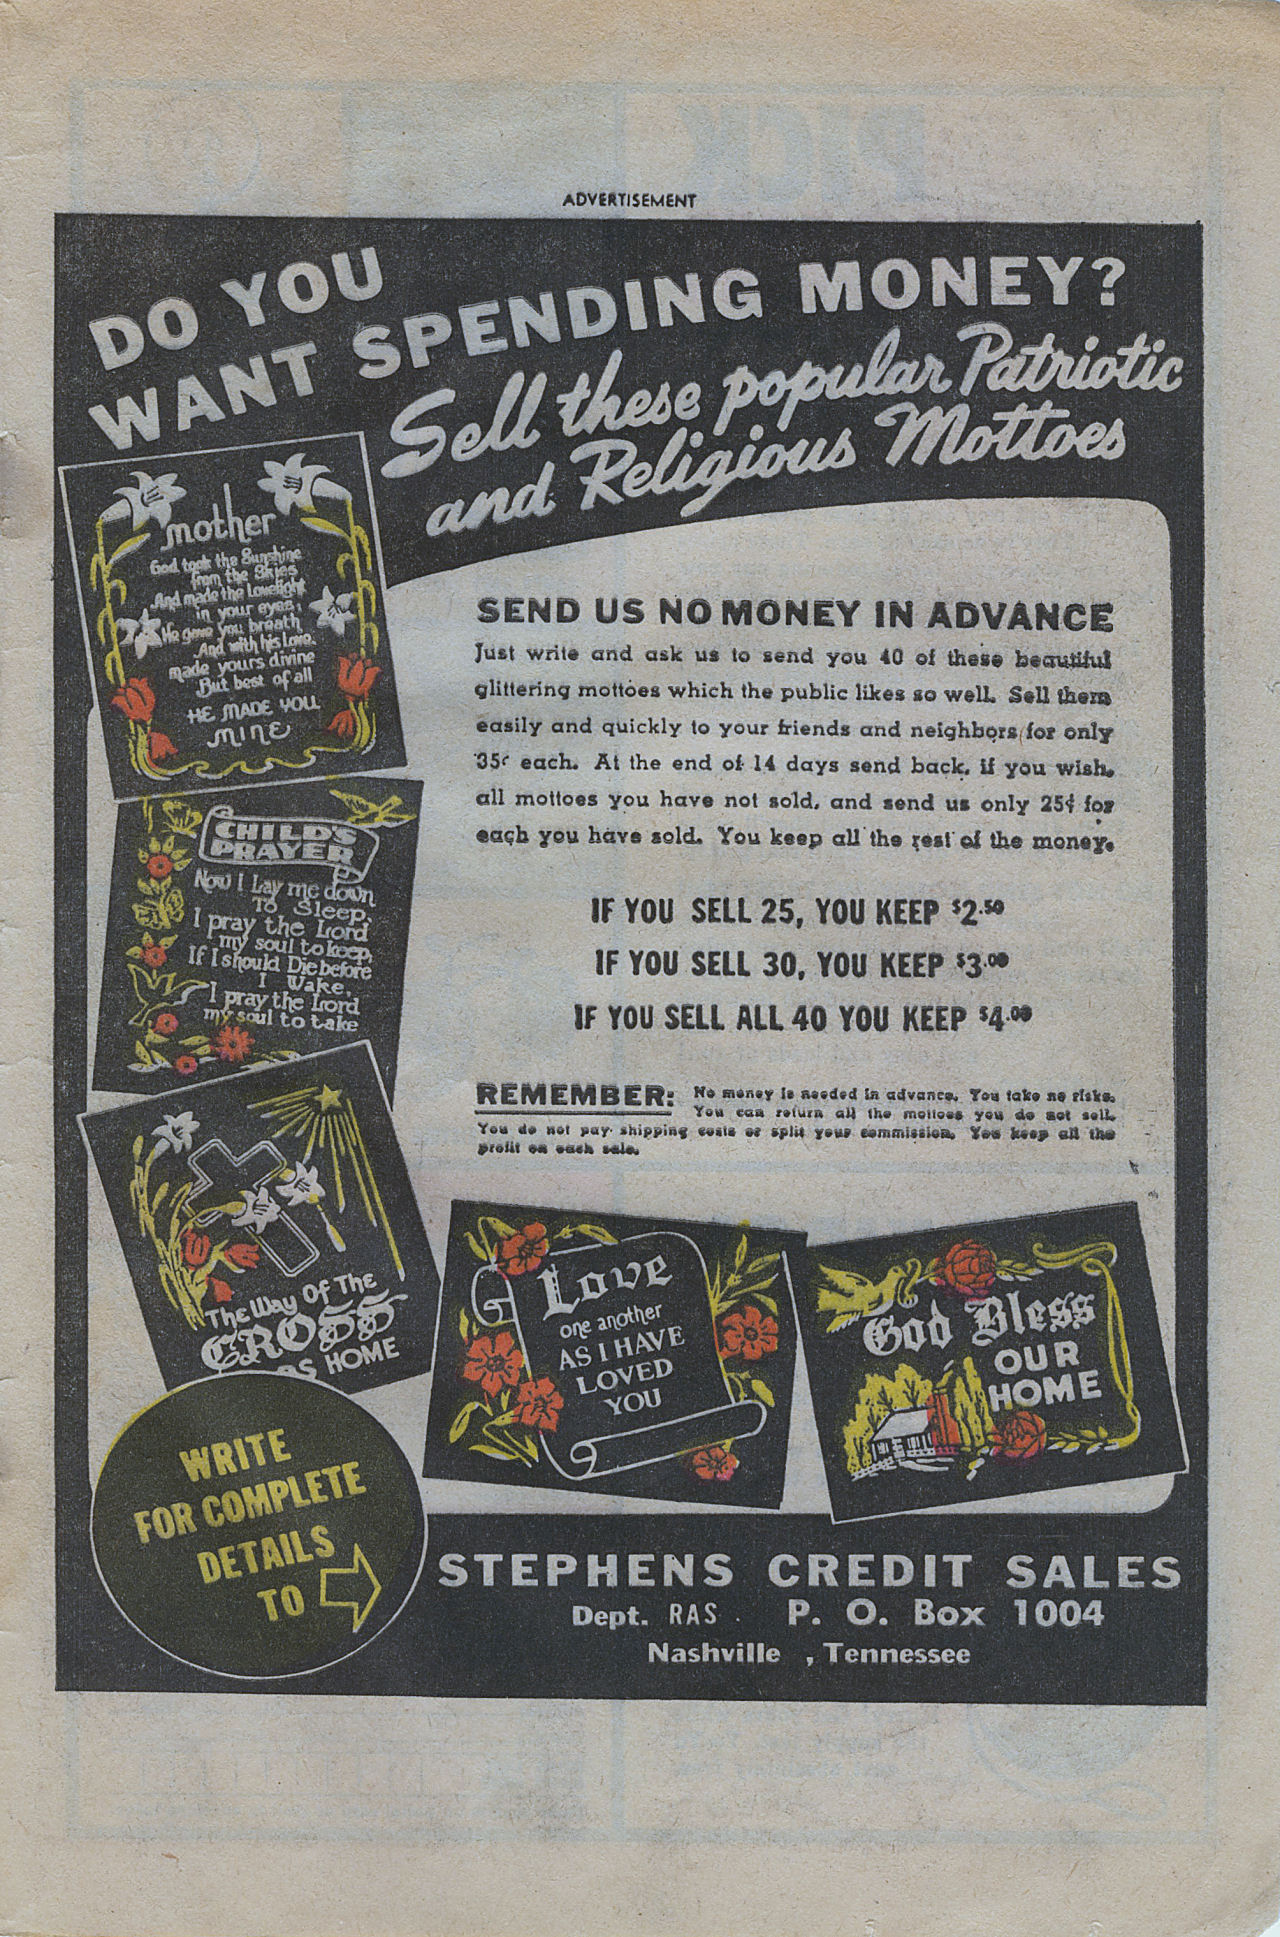 ADVERTISEMENT
DO YOU
WANT SPENDING MONEY?
Sell these popular Patriotic
and Religious Mottoes
mother
God took the Sunshine
from the Skies
And made the Lovelight
in your eyes;
He gave you breath
And with his Love,
made yours divine
But best of all
HE MADE YOU
MINE
CHILD'S
PRAYER
Now I Lay me down
To Sleep,
I pray the Lord
my soul to keep,
If I should Die before
I Wake,
I pray the Lord
my soul to take
The Way Of The
CROSS
HOME
SEND US NO MONEY IN ADVANCE
Just write and ask us to send you 40 of these beautiful
glittering mottoes which the public likes so well. Sell them
easily and quickly to your friends and neighbors for only
35¢ each. At the end of 14 days send back, if you wish,
all mottoes you have not sold, and send us only 25¢ for
each you have sold. You keep all the rest of the money.
IF YOU SELL 25, YOU KEEP $2.50
IF YOU SELL 30, YOU KEEP $3.00
IF YOU SELL ALL 40 YOU KEEP $4.00
REMEMBER: No money is needed in advance. You take no risks.
You can return all the mottoes you do not sell.
You do not pay shipping costs or split your commission. You keep all the
profit on each sale.
Love
one another
AS I HAVE
LOVED
YOU
God Bless
OUR
HOME
WRITE
FOR COMPLETE
DETAILS
TO
STEPHENS CREDIT SALES
Dept. RAS. P. O. Box 1004
Nashville , Tennessee